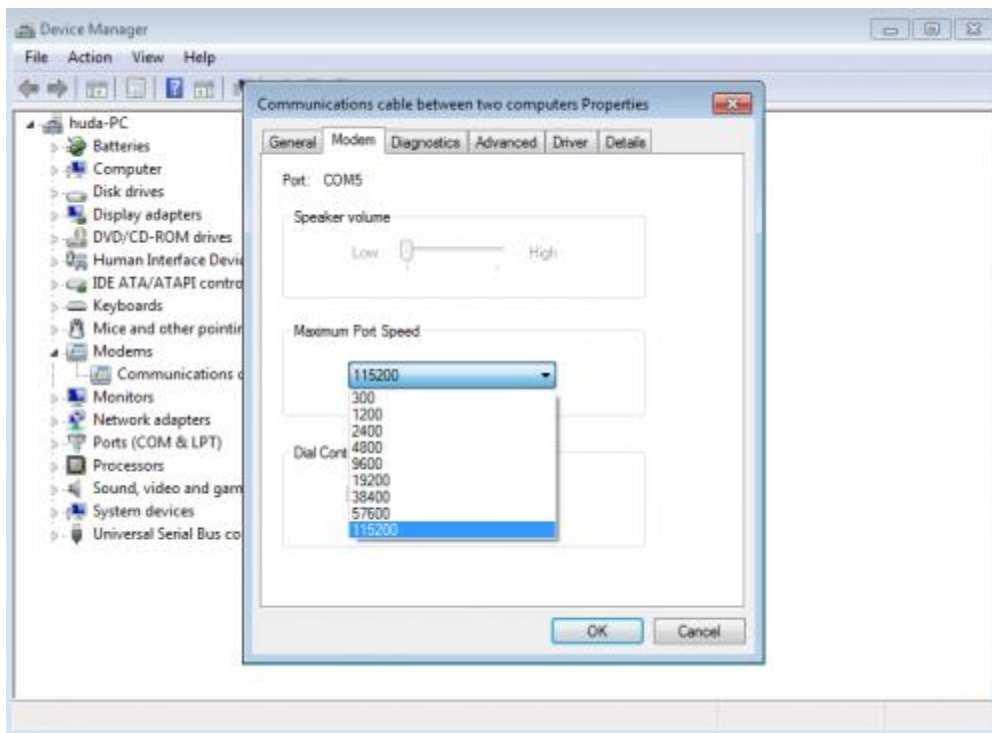 Device Manager
File Action View Help
huda-PC
Batteries
Computer
Disk drives
Display adapters
DVD/CD-ROM drives
Human Interface Devi
IDE ATA/ATAPI contro
Keyboards
Mice and other pointin
Modems
Communications c
Monitors
Network adapters
Ports (COM & LPT)
Processors
Sound, video and gam
System devices
Universal Serial Bus co
Communications cable between two computers Properties
General Modem Diagnostics Advanced Driver Details
Port: COM5
Speaker volume
Low High
Maximum Port Speed
115200
300
1200
2400
4800
9600
19200
38400
57600
115200
Dial Cont
OK Cancel